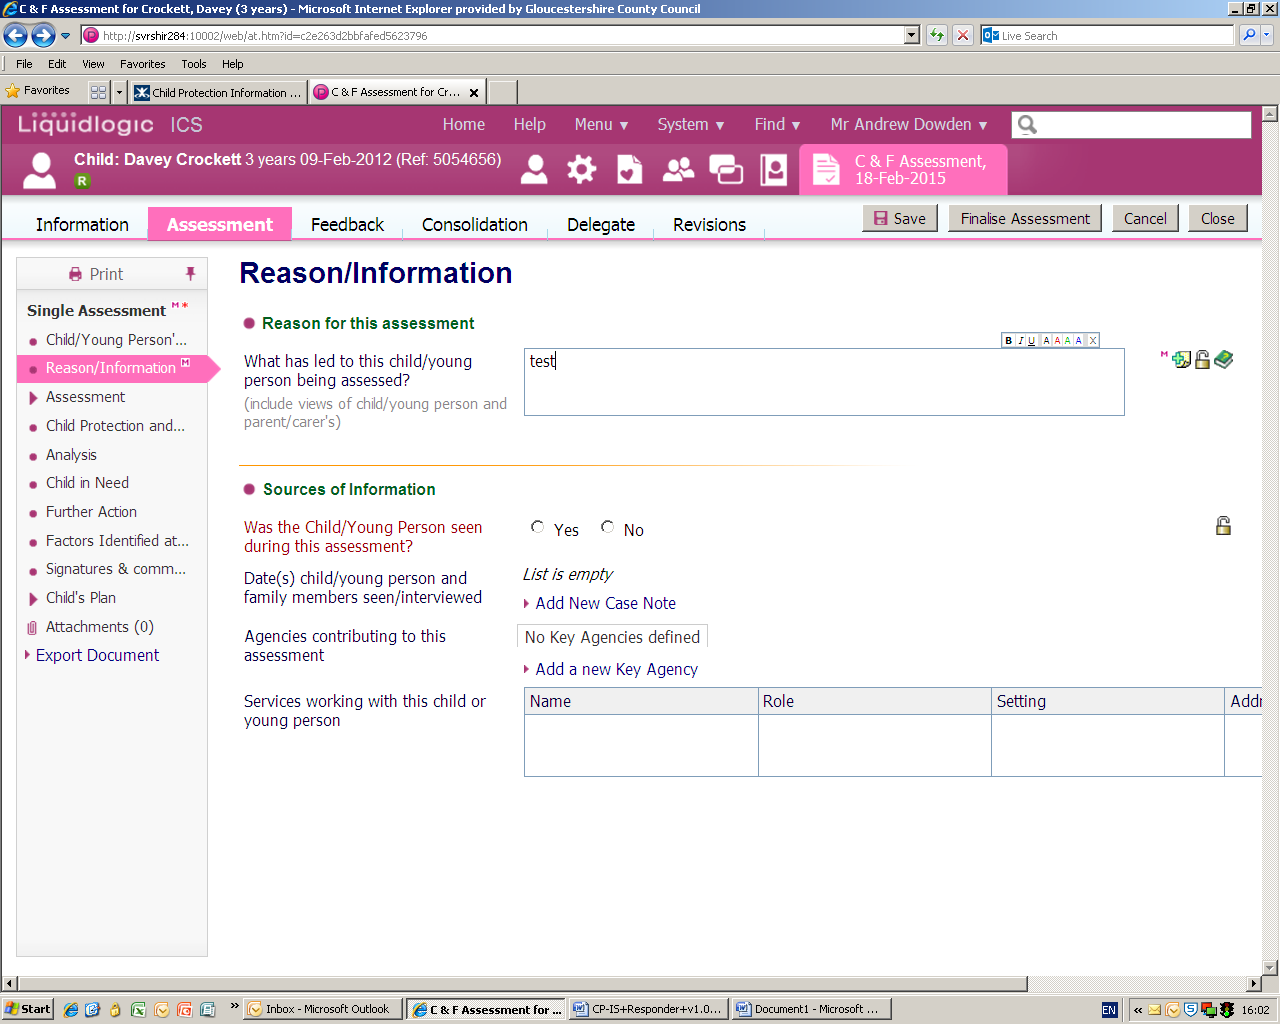 C & F Assessment for Crockett, Davey (3 years) - Microsoft Internet Explorer provided by Gloucestershire County Council
http://svrshir284:10002/web/at.htm?id=c2e263d2bbfafed5623796
Live Search
File Edit View Favorites Tools Help
Favorites
Child Protection Information ...
C & F Assessment for Cr...
Liquidlogic ICS
Home Help Menu ▼ System ▼ Find ▼ Mr Andrew Dowden ▼
Child: Davey Crockett 3 years 09-Feb-2012 (Ref: 5054656)
R
C & F Assessment,
18-Feb-2015
Information Assessment Feedback Consolidation Delegate Revisions
Save Finalise Assessment Cancel Close
Print
Single Assessment M *
Child/Young Person'...
Reason/Information M
Assessment
Child Protection and...
Analysis
Child in Need
Further Action
Factors Identified at...
Signatures & comm...
Child's Plan
Attachments (0)
Export Document
Reason/Information
Reason for this assessment
B I U A A A A X
What has led to this child/young
person being assessed?
(include views of child/young person and
parent/carer's)
test
M
Sources of Information
Was the Child/Young Person seen
during this assessment?
Yes No
Date(s) child/young person and
family members seen/interviewed
List is empty
Add New Case Note
Agencies contributing to this
assessment
No Key Agencies defined
Add a new Key Agency
Services working with this child or
young person
Name Role Setting Addr
Start
Inbox - Microsoft Outlook
C & F Assessment for ...
CP-IS+Responder+v1.0...
Document1 - Microsoft ...
EN
16:02